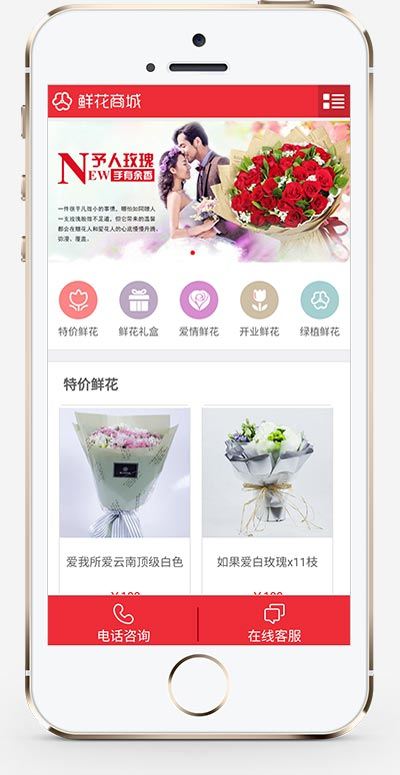 鲜花商城
NEW
予人玫瑰
手有余香
一件很平凡微小的事情，哪怕如同赠人
一支玫瑰般微不足道，但它带来的温馨
都会在赠花人和爱花人的心底慢慢升腾、
弥漫、覆盖。
特价鲜花 鲜花礼盒 爱情鲜花 开业鲜花 绿植鲜花
特价鲜花
爱我所爱云南顶级白色 如果爱白玫瑰x11枝
电话咨询 在线客服